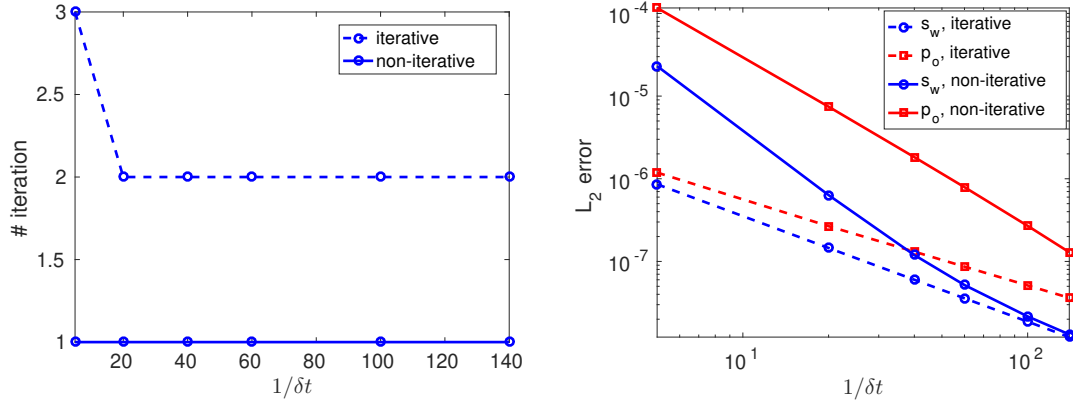 3
2.5
2
1.5
1
# iteration
20
40
60
80
100
120
140
1/δt
iterative
non-iterative
10^-4
10^-5
10^-6
10^-7
L_2 error
10^1
10^2
1/δt
s_w, iterative
p_o, iterative
s_w, non-iterative
p_o, non-iterative